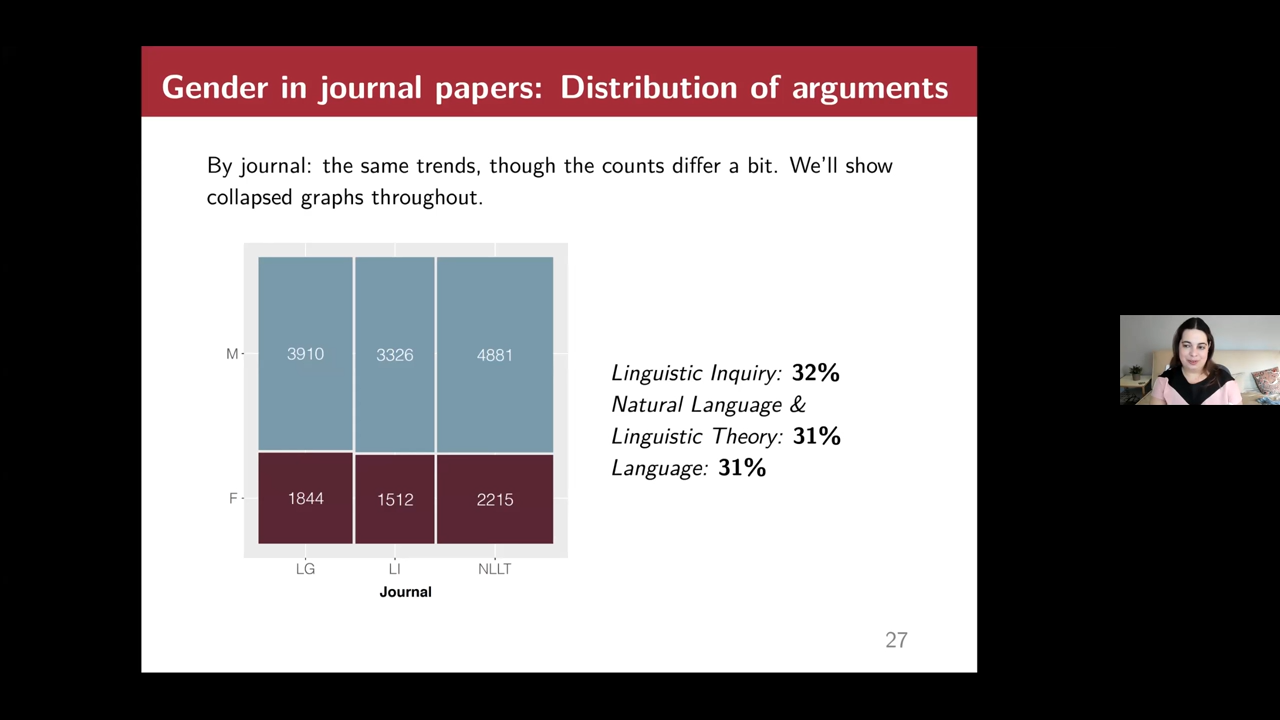 Gender in journal papers: Distribution of arguments
By journal: the same trends, though the counts differ a bit. We'll show
collapsed graphs throughout.
M
3910
3326
4881
F
1844
1512
2215
LG
LI
NLLT
Journal
Linguistic Inquiry: 32%
Natural Language &
Linguistic Theory: 31%
Language: 31%
27